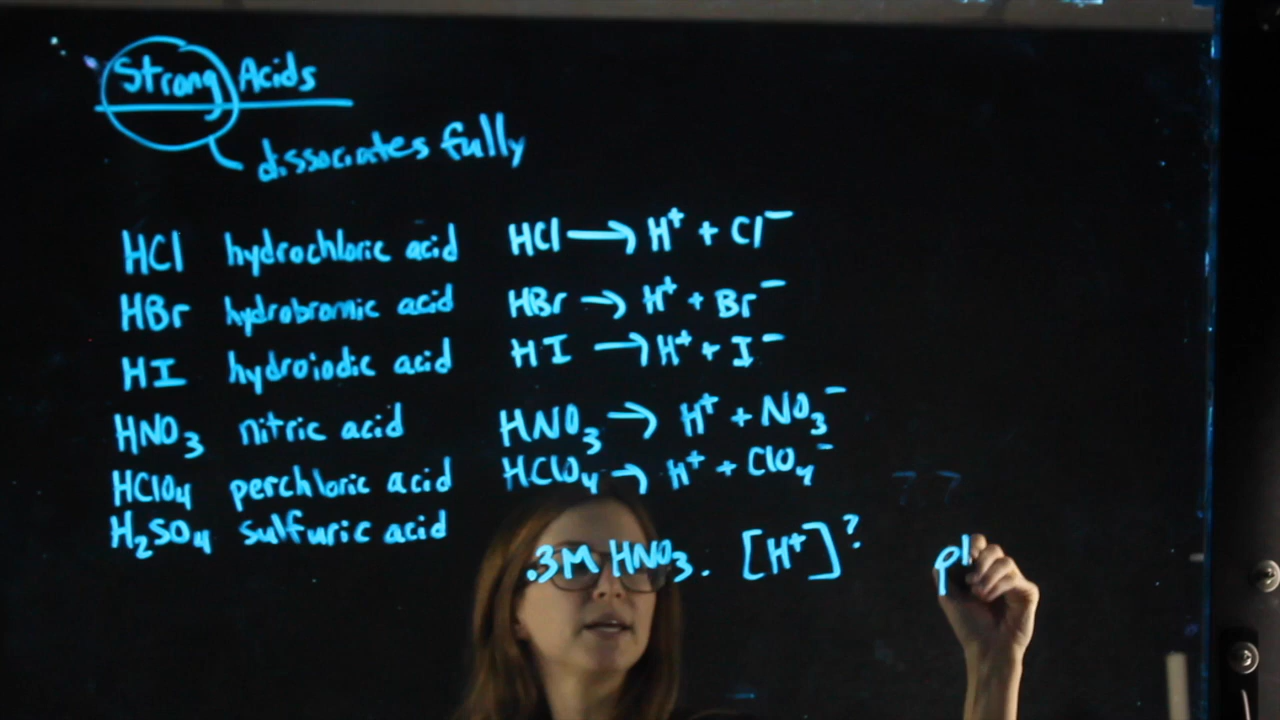 Strong Acids
dissociates fully
HCl hydrochloric acid HCl → H⁺ + Cl⁻
HBr hydrobromic acid HBr → H⁺ + Br⁻
HI hydroiodic acid HI → H⁺ + I⁻
HNO₃ nitric acid HNO₃ → H⁺ + NO₃⁻
HClO₄ perchloric acid HClO₄ → H⁺ + ClO₄⁻
H₂SO₄ sulfuric acid
.3M HNO₃. [H⁺]?